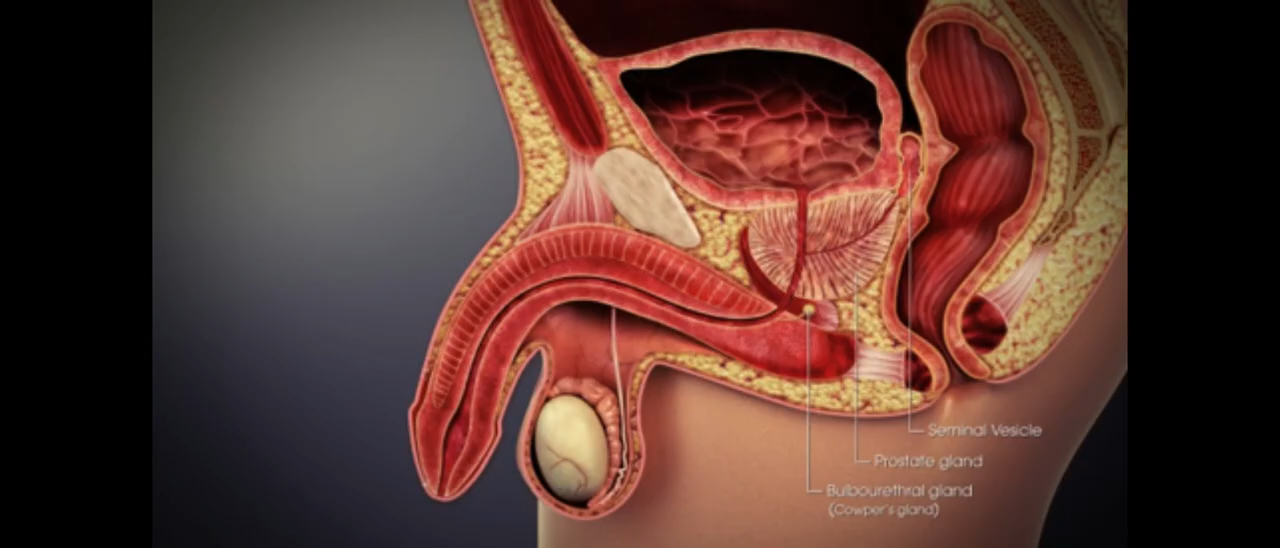 Seminal Vesicle
Prostate gland
Bulbourethral gland
(Cowper's gland)